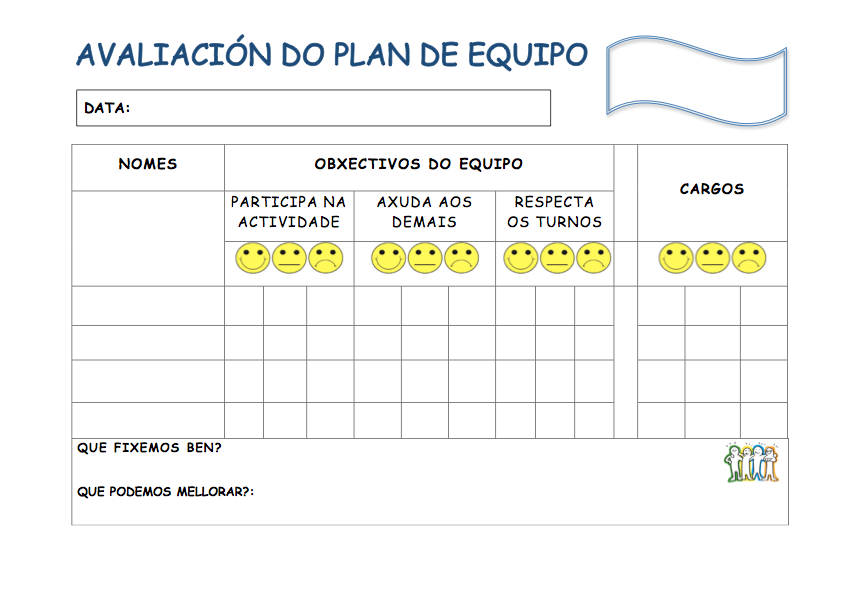 AVALIACIÓN DO PLAN DE EQUIPO
DATA:
NOMES
OBXECTIVOS DO EQUIPO
CARGOS
PARTICIPA NA
ACTIVIDADE
AXUDA AOS
DEMAIS
RESPECTA
OS TURNOS
QUE FIXEMOS BEN?
QUE PODEMOS MELLORAR?: